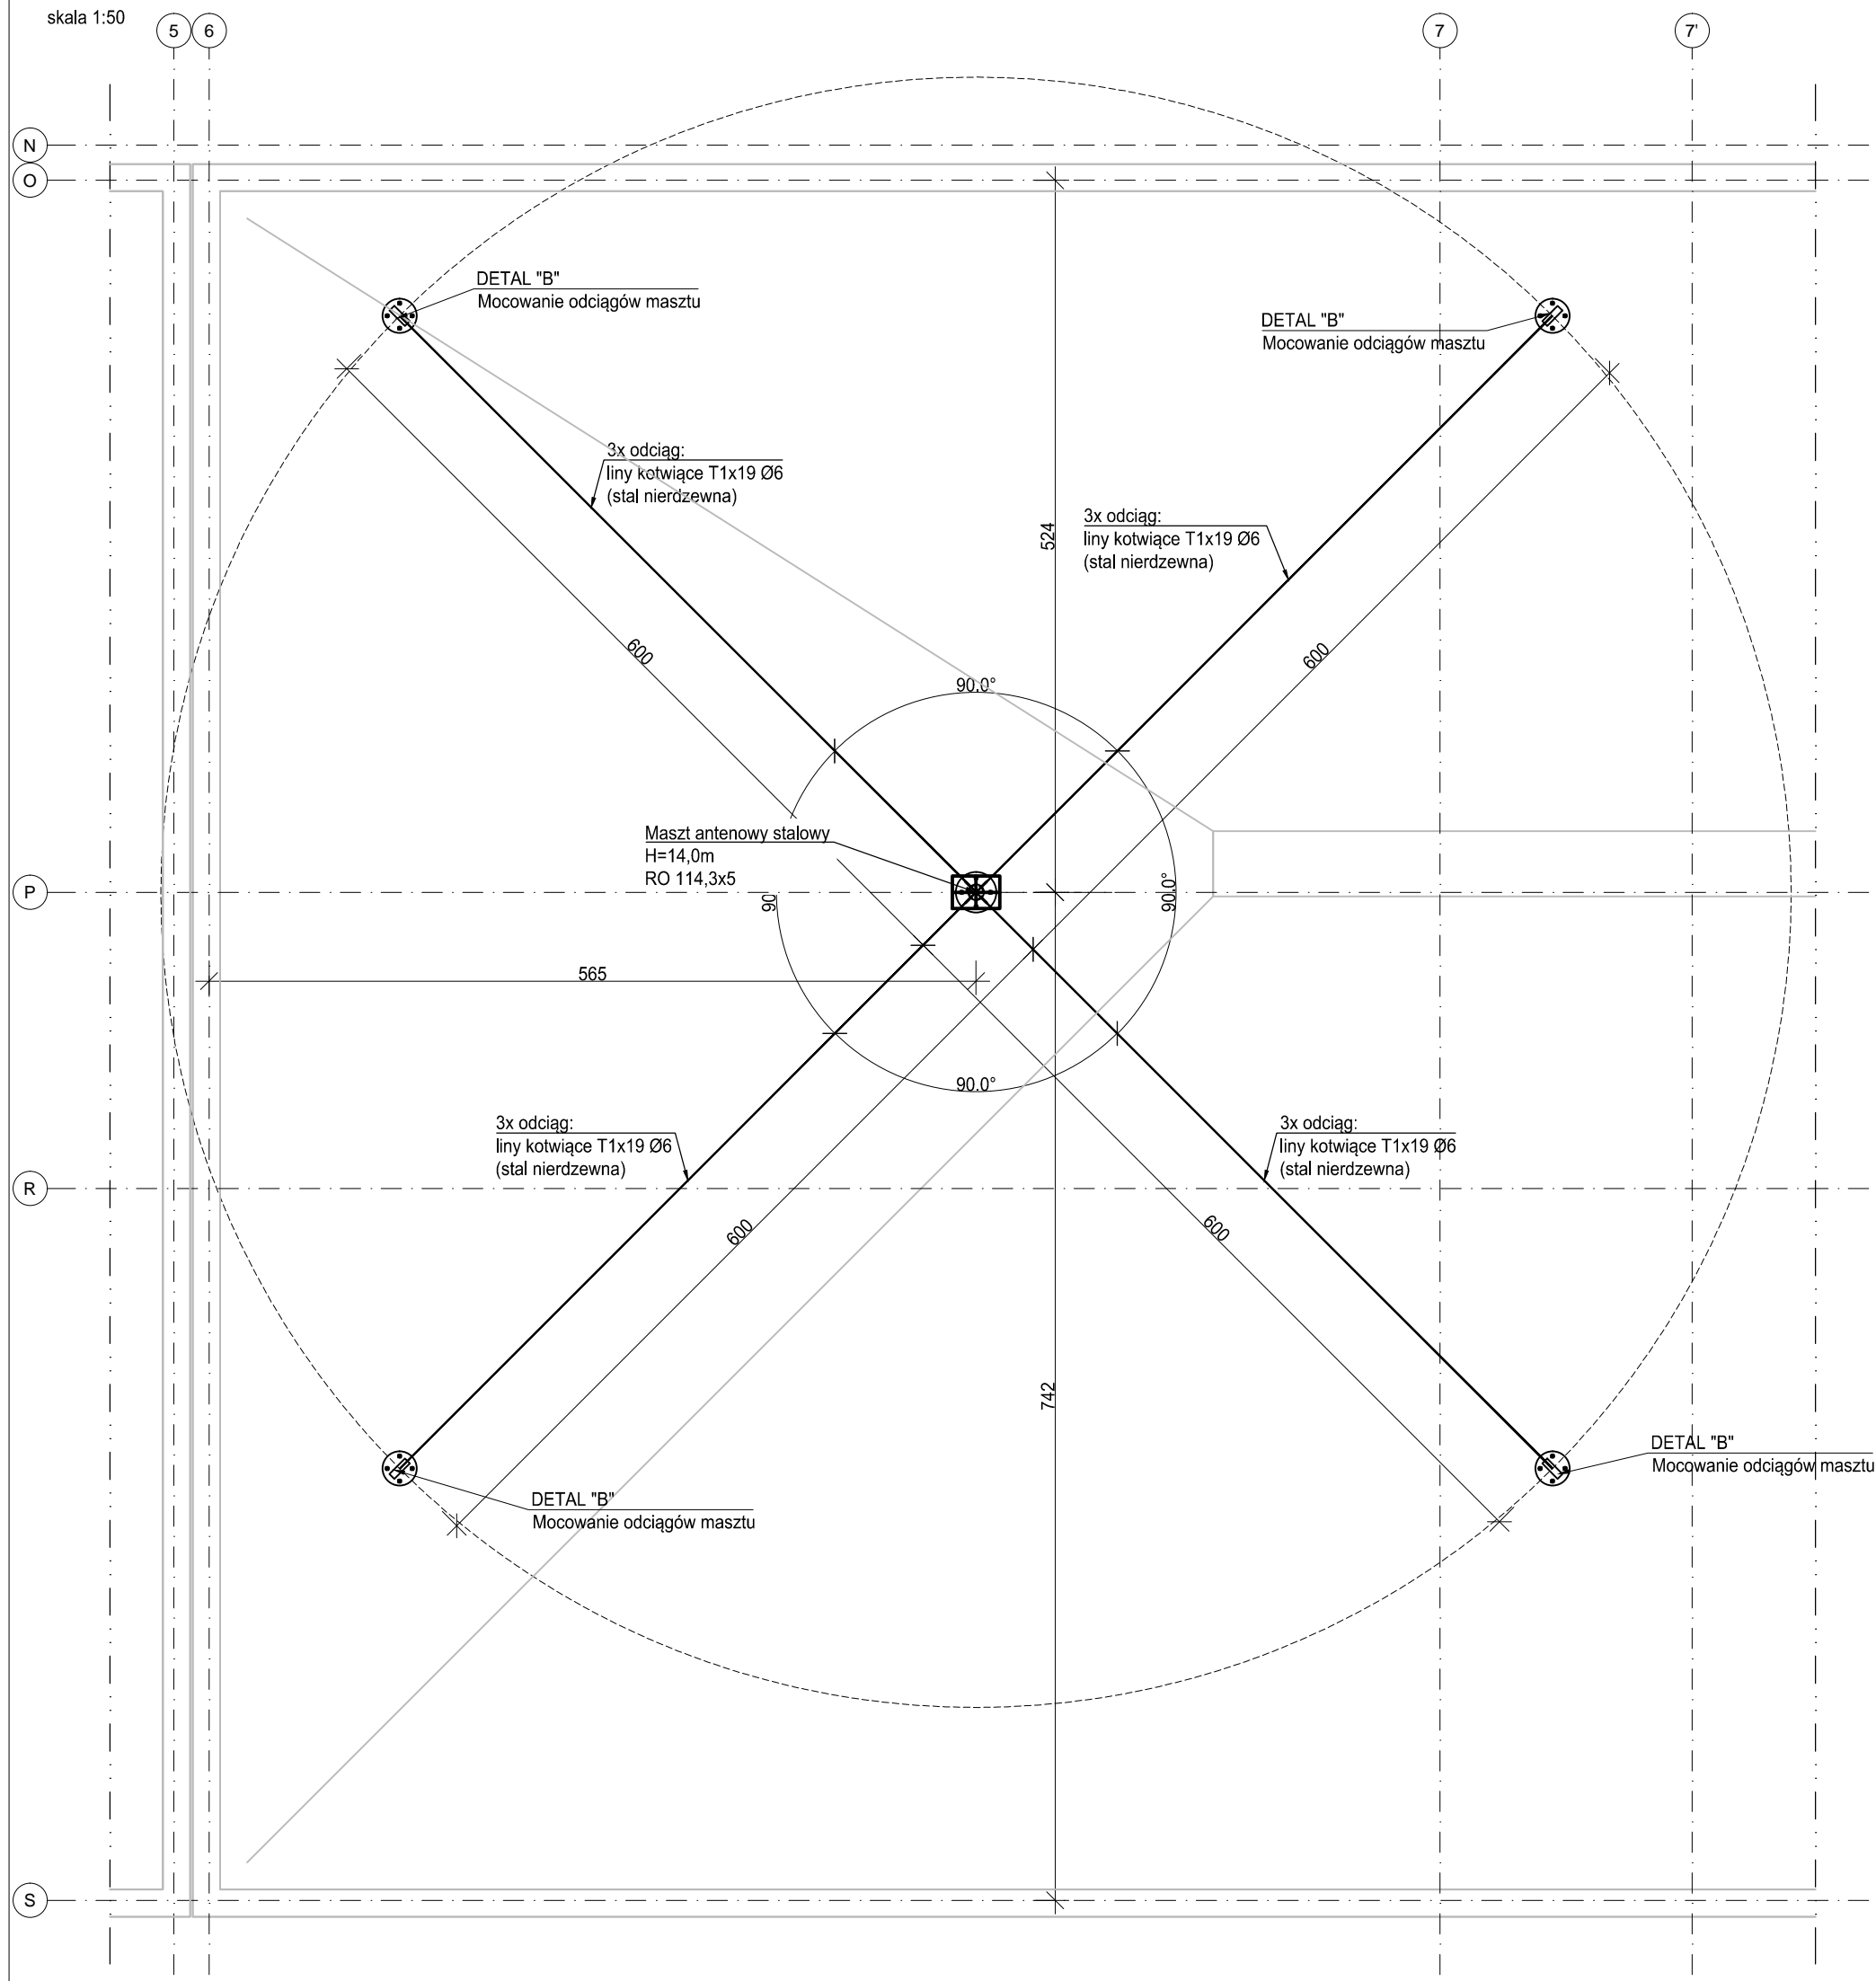 skala 1:50
5
6
7
7'
N
O
DETAL "B"
Mocowanie odciągów masztu
DETAL "B"
Mocowanie odciągów masztu
3x odciąg:
liny kotwiące T1x19 Ø6
(stal nierdzewna)
3x odciąg:
liny kotwiące T1x19 Ø6
(stal nierdzewna)
524
600
600
90.0°
Maszt antenowy stalowy
H=14,0m
RO 114,3x5
P
90
90.0°
565
90.0°
3x odciąg:
liny kotwiące T1x19 Ø6
(stal nierdzewna)
3x odciąg:
liny kotwiące T1x19 Ø6
(stal nierdzewna)
R
600
600
742
DETAL "B"
Mocowanie odciągów masztu
DETAL "B"
Mocowanie odciągów masztu
S